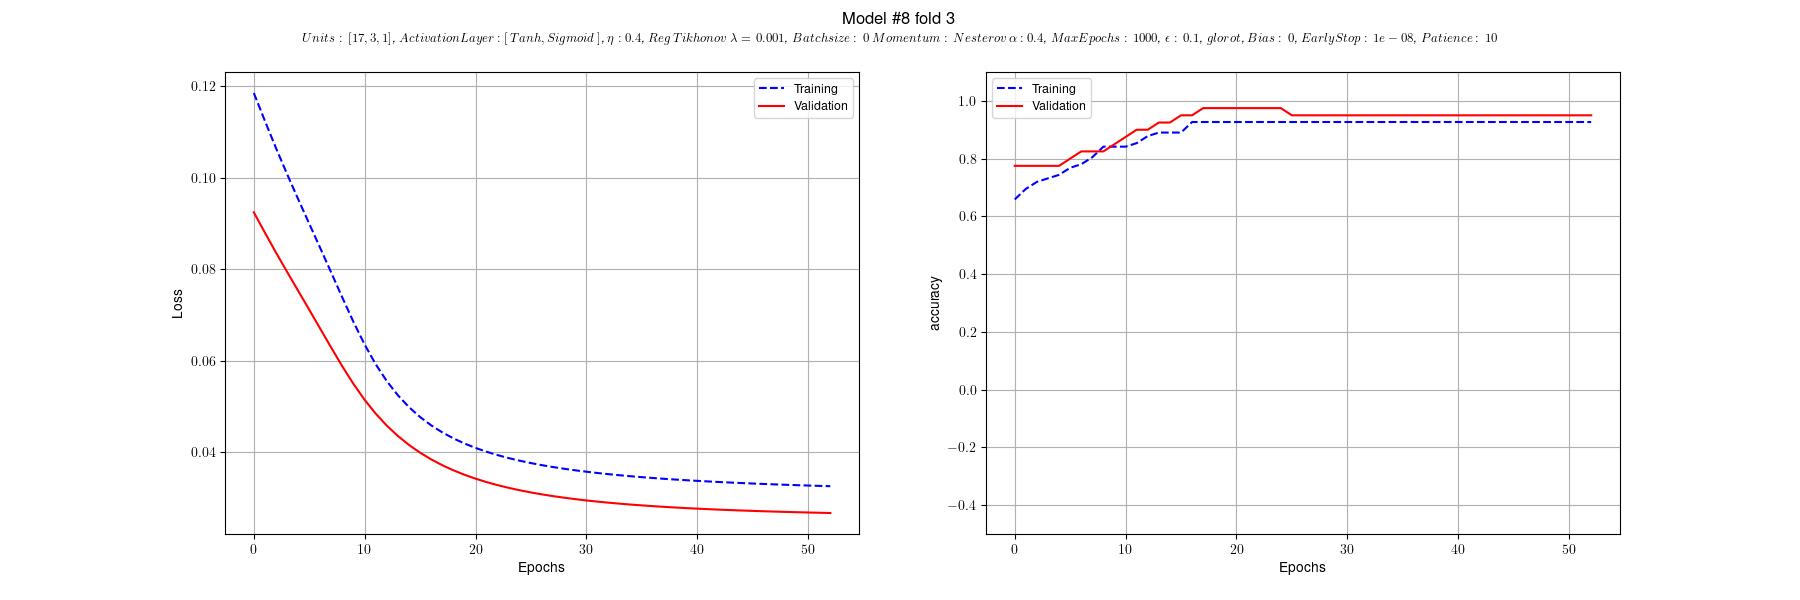 Model #8 fold 3
Units : [17, 3, 1], ActivationLayer : [ Tanh, Sigmoid ], η : 0.4, Reg Tikhonov λ = 0.001, Batchsize : 0 Momentum : Nesterov α : 0.4, MaxEpochs : 1000, ϵ : 0.1, glorot, Bias : 0, EarlyStop : 1e − 08, Patience : 10
0.12
0.10
0.08
0.06
0.04
Loss
Training
Validation
0 10 20 30 40 50
Epochs
1.0
0.8
0.6
0.4
0.2
0.0
−0.2
−0.4
accuracy
Training
Validation
0 10 20 30 40 50
Epochs